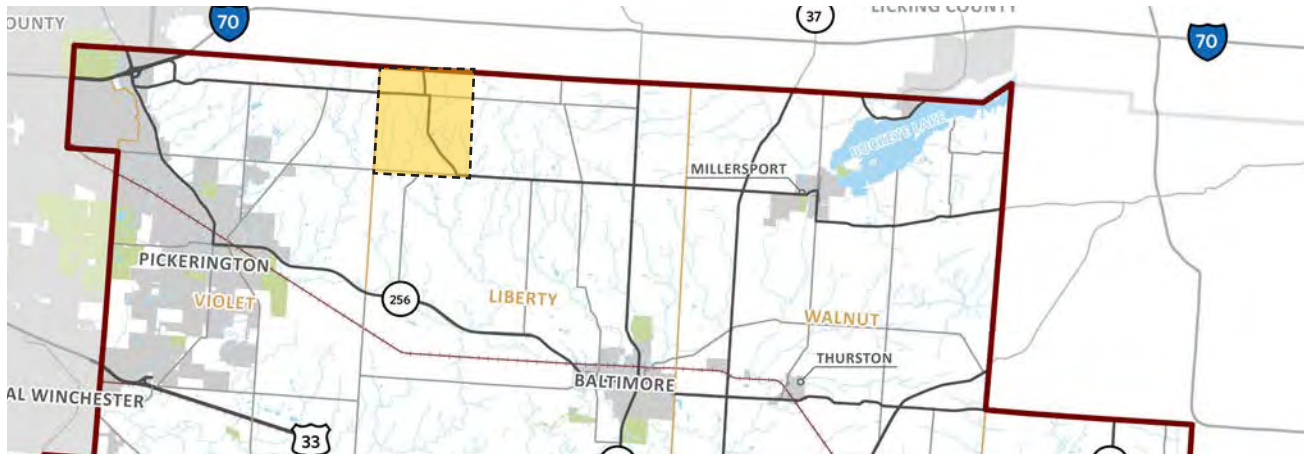 OUNTY
70
37
LICKING COUNTY
70
BUCKEYE LAKE
MILLERSPORT
PICKERINGTON
VIOLET
256
LIBERTY
WALNUT
THURSTON
BALTIMORE
AL WINCHESTER
33